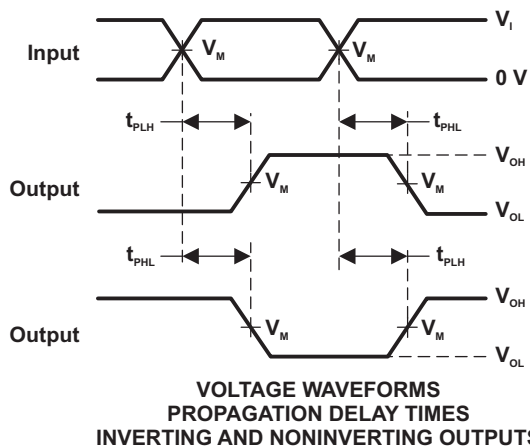 V_I
Input
V_M
V_M
0 V
t_PLH
t_PHL
V_OH
Output
V_M
V_M
V_OL
t_PHL
t_PLH
V_OH
Output
V_M
V_M
V_OL
VOLTAGE WAVEFORMS
PROPAGATION DELAY TIMES
INVERTING AND NONINVERTING OUTPUTS